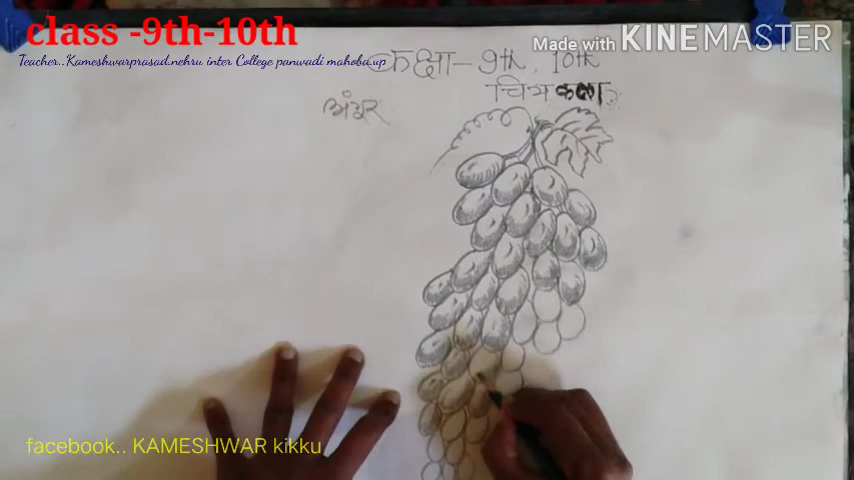 class -9th-10th
Made with KINEMASTER
Teacher..Kameshwarprasad.nehru inter College panwadi mahoba.up
कक्षा- 9th, 10th
चित्रकला
अंगूर
facebook.. KAMESHWAR kikku